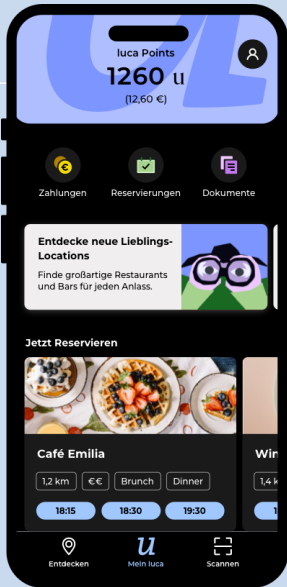 luca Points
1260 u
(12,60 €)
Zahlungen
Reservierungen
Dokumente
Entdecke neue Lieblings-
Locations
Finde großartige Restaurants
und Bars für jeden Anlass.
Jetzt Reservieren
Café Emilia
Win
1,2 km
€€
Brunch
Dinner
1,4 k
18:15
18:30
19:30
1
u
Entdecken
Mein luca
Scannen